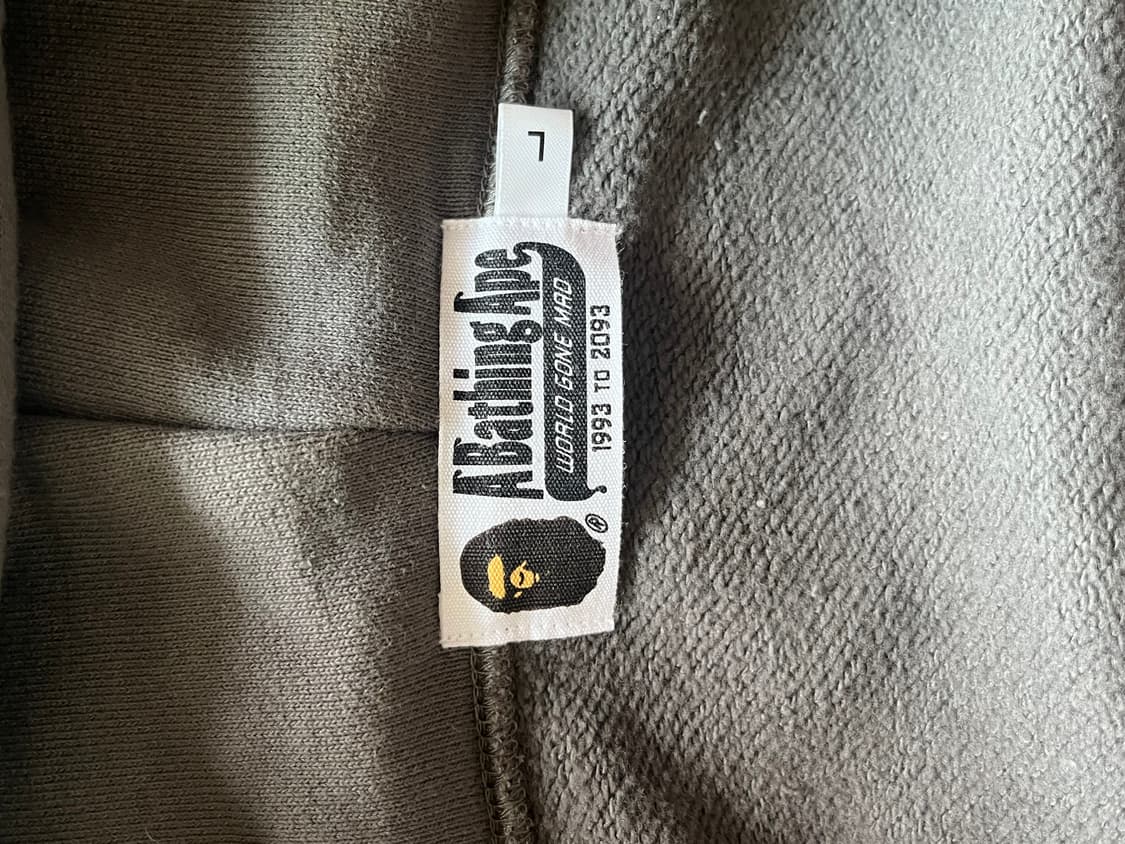 A Bathing Ape
WORLD GONE MAD
1993 TO 2093
®
L